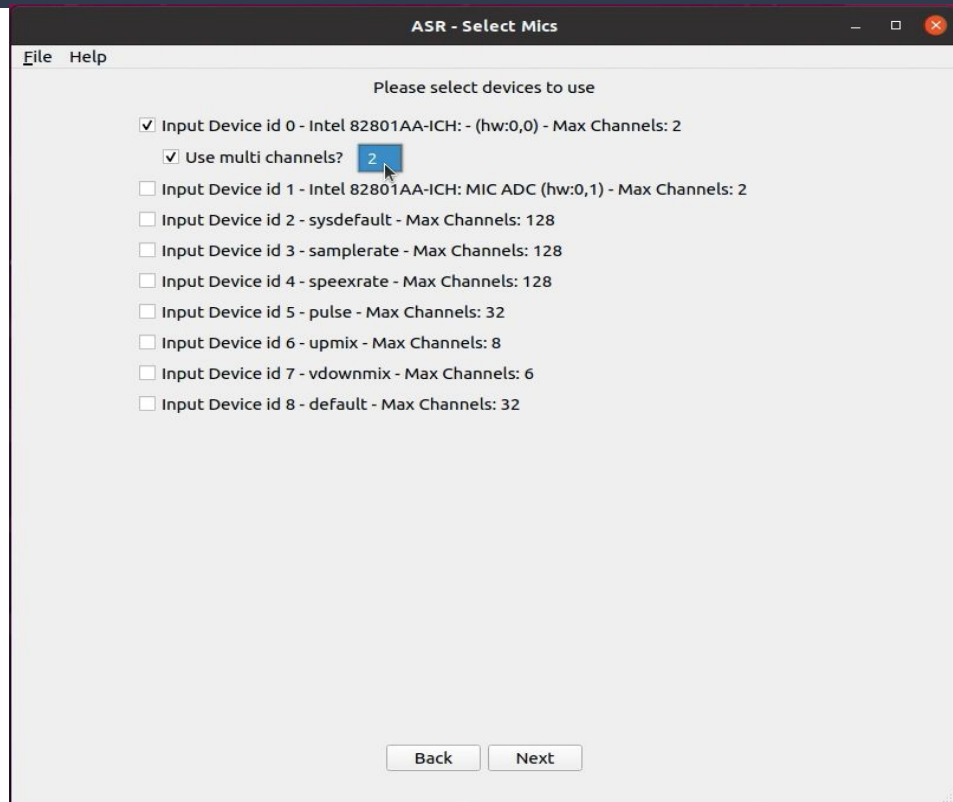 ASR - Select Mics
File Help
Please select devices to use
Input Device id 0 - Intel 82801AA-ICH: - (hw:0,0) - Max Channels: 2
Use multi channels? 2
Input Device id 1 - Intel 82801AA-ICH: MIC ADC (hw:0,1) - Max Channels: 2
Input Device id 2 - sysdefault - Max Channels: 128
Input Device id 3 - samplerate - Max Channels: 128
Input Device id 4 - speexrate - Max Channels: 128
Input Device id 5 - pulse - Max Channels: 32
Input Device id 6 - upmix - Max Channels: 8
Input Device id 7 - vdownmix - Max Channels: 6
Input Device id 8 - default - Max Channels: 32
Back Next